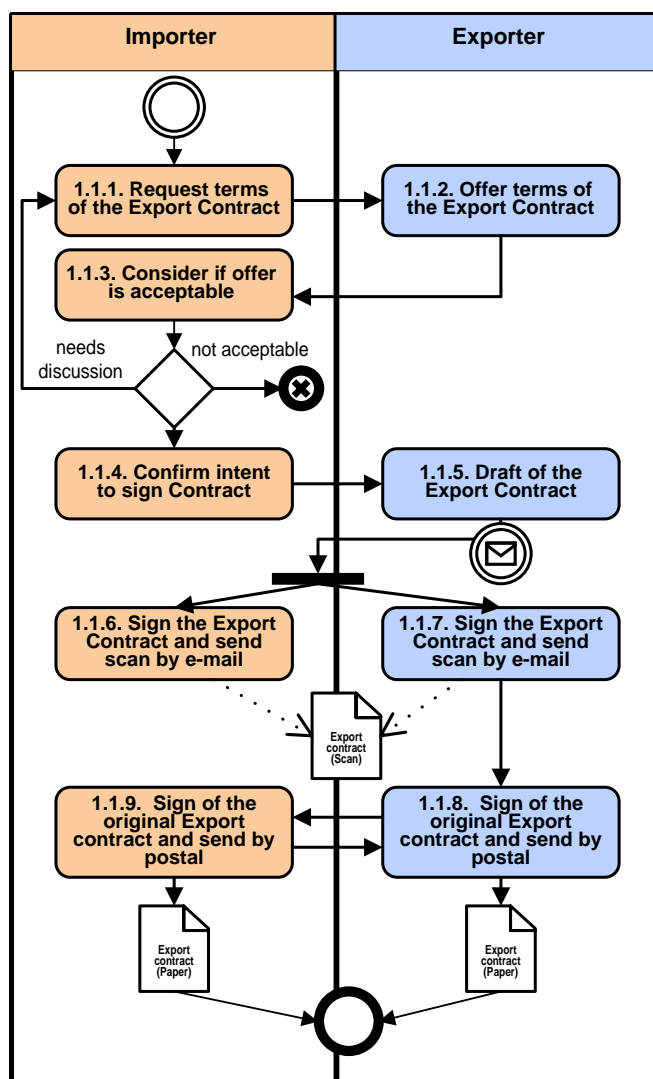 Importer
Exporter
1.1.1. Request terms
of the Export Contract
1.1.2. Offer terms of
the Export Contract
1.1.3. Consider if offer
is acceptable
needs
discussion
not acceptable
1.1.4. Confirm intent
to sign Contract
1.1.5. Draft of the
Export Contract
1.1.6. Sign the Export
Contract and send
scan by e-mail
1.1.7. Sign the Export
Contract and send
scan by e-mail
Export
contract
(Scan)
1.1.9.  Sign of the
original Export
contract and send by
postal
1.1.8.  Sign of the
original Export
contract and send by
postal
Export
contract
(Paper)
Export
contract
(Paper)